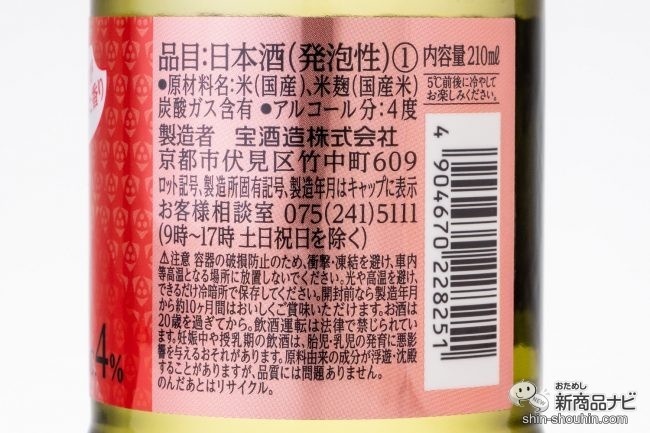 品目:日本酒(発泡性)①
内容量210㎖
●原材料名:米(国産)、米麹(国産米)
炭酸ガス含有 ●アルコール分:4度
5℃前後に冷やして
お楽しみください。
製造者 宝酒造株式会社
京都市伏見区竹中町609
ロット記号、製造所固有記号、製造年月はキャップに表示
お客様相談室 075(241)5111
(9時〜17時 土日祝日を除く)
⚠注意 容器の破損防止のため、衝撃・凍結を避け、車内
等高温となる場所に放置しないでください。光や高温を避け、
できるだけ冷暗所で保存してください。開封前なら製造年月
から約10ヶ月間はおいしくご賞味いただけます。お酒は
20歳を過ぎてから。飲酒運転は法律で禁じられていま
す。妊娠中や授乳期の飲酒は、胎児・乳児の発育に悪影
響を与えるおそれがあります。原料由来の成分が浮遊・沈殿
することがありますが、品質には問題ありません。
のんだあとはリサイクル。
4%
4 904670 228251
おためし
新商品ナビ
shin-shouhin.com
NEW